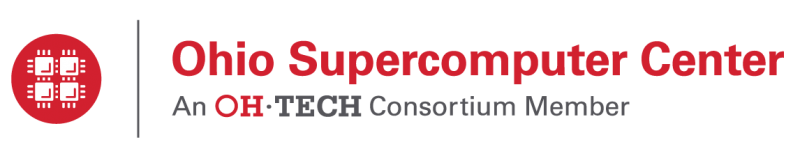 Ohio Supercomputer Center
An OH·TECH Consortium Member